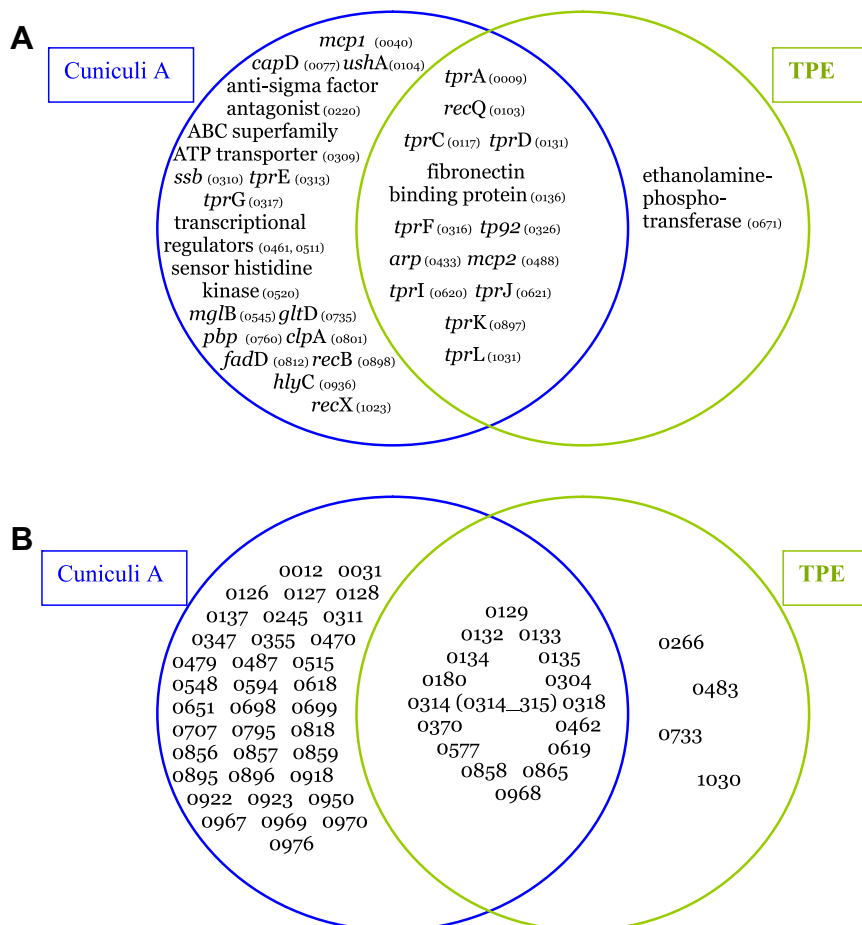 A
Cuniculi A
TPE
mcp1 (0040)
capD (0077) ushA(0104)
anti-sigma factor
antagonist(0220)
ABC superfamily
ATP transporter (0309)
ssb (0310) tprE (0313)
tprG (0317)
transcriptional
regulators (0461, 0511)
sensor histidine
kinase(0520)
mglB (0545) gltD(0735)
pbp (0760) clpA (0801)
fadD (0812) recB (0898)
hlyC (0936)
recX(1023)
tprA (0009)
recQ (0103)
tprC (0117) tprD (0131)
fibronectin
binding protein(0136)
tprF (0316) tp92 (0326)
arp (0433) mcp2 (0488)
tprI (0620) tprJ (0621)
tprK (0897)
tprL (1031)
ethanolamine-
phospho-
transferase (0671)
B
Cuniculi A
TPE
0012 0031
0126 0127 0128
0137 0245 0311
0347 0355 0470
0479 0487 0515
0548 0594 0618
0651 0698 0699
0707 0795 0818
0856 0857 0859
0895 0896 0918
0922 0923 0950
0967 0969 0970
0976
0129
0132 0133
0134 0135
0180 0304
0314 (0314_315) 0318
0370 0462
0577 0619
0858 0865
0968
0266
0483
0733
1030